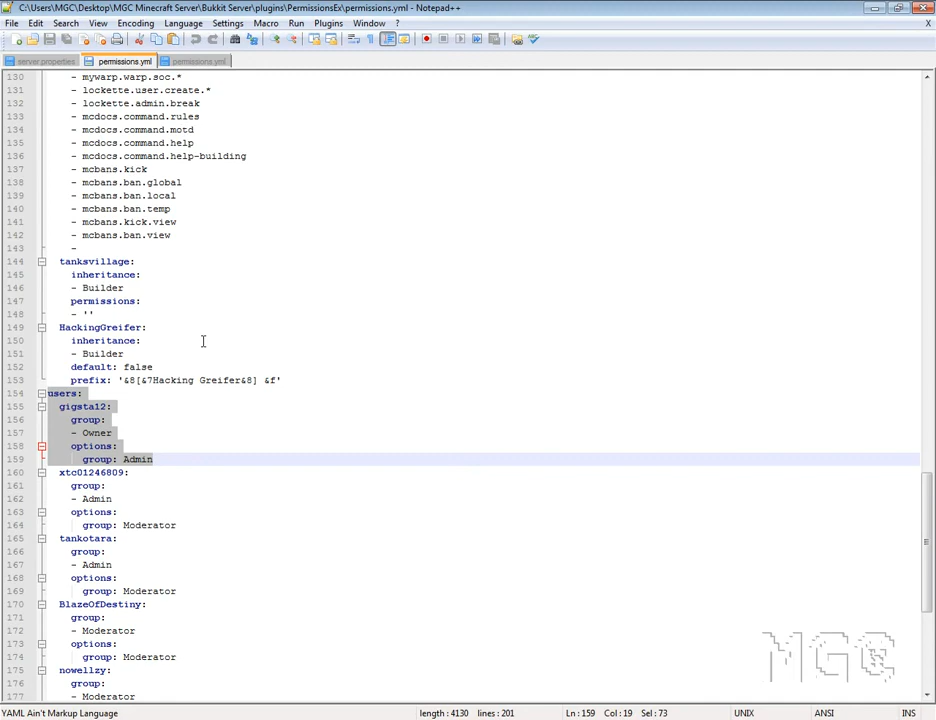 C:\Users\MGC\Desktop\MGC Minecraft Server\Bukkit Server\plugins\PermissionsEx\permissions.yml - Notepad++
File Edit Search View Encoding Language Settings Macro Run Plugins Window ? X
server.properties permissions.yml permissions.yml
130 - mywarp.warp.soc.*
131 - lockette.user.create.*
132 - lockette.admin.break
133 - mcdocs.command.rules
134 - mcdocs.command.motd
135 - mcdocs.command.help
136 - mcdocs.command.help-building
137 - mcbans.kick
138 - mcbans.ban.global
139 - mcbans.ban.local
140 - mcbans.ban.temp
141 - mcbans.kick.view
142 - mcbans.ban.view
143 -
144 tanksvillage:
145 inheritance:
146 - Builder
147 permissions:
148 - ''
149 HackingGreifer:
150 inheritance:
151 - Builder
152 default: false
153 prefix: '&8[&7Hacking Greifer&8] &f'
154 users:
155 gigsta12:
156 group:
157 - Owner
158 options:
159 group: Admin
160 xtc01246809:
161 group:
162 - Admin
163 options:
164 group: Moderator
165 tankotara:
166 group:
167 - Admin
168 options:
169 group: Moderator
170 BlazeOfDestiny:
171 group:
172 - Moderator
173 options:
174 group: Moderator
175 nowellzy:
176 group:
177 - Moderator
MGC
YAML Ain't Markup Language length : 4130 lines : 201 Ln : 159 Col : 19 Sel : 73 UNIX ANSI INS